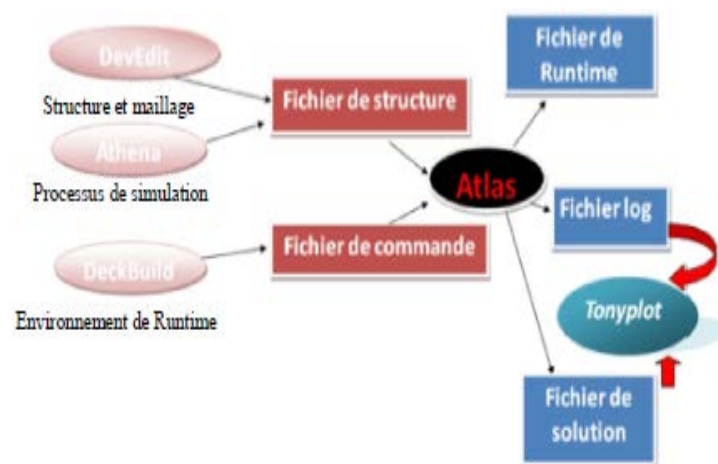 DevEdit
Structure et maillage
Athena
Processus de simulation
DeckBuild
Environnement de Runtime
Fichier de structure
Fichier de commande
Atlas
Fichier de
Runtime
Fichier log
Tonyplot
Fichier de
solution